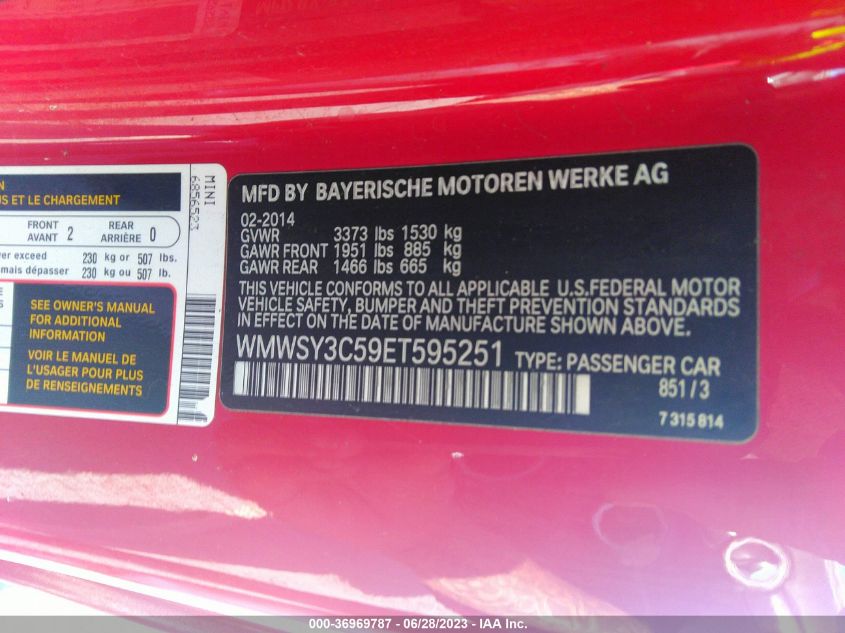 N
US ET LE CHARGEMENT
FRONT
AVANT 2
REAR
ARRIÈRE 0
ver exceed 230 kg or 507 lbs.
mais dépasser 230 kg ou 507 lb.
SEE OWNER'S MANUAL
FOR ADDITIONAL
INFORMATION
VOIR LE MANUEL DE
L'USAGER POUR PLUS
DE RENSEIGNEMENTS
MINI
6856523
MFD BY BAYERISCHE MOTOREN WERKE AG
02-2014
GVWR 3373 lbs 1530 kg
GAWR FRONT 1951 lbs 885 kg
GAWR REAR 1466 lbs 665 kg
THIS VEHICLE CONFORMS TO ALL APPLICABLE U.S.FEDERAL MOTOR
VEHICLE SAFETY, BUMPER AND THEFT PREVENTION STANDARDS
IN EFFECT ON THE DATE OF MANUFACTURE SHOWN ABOVE.
WMWSY3C59ET595251 TYPE: PASSENGER CAR
851/3
7 315 814
000-36969787 - 06/28/2023 - IAA Inc.